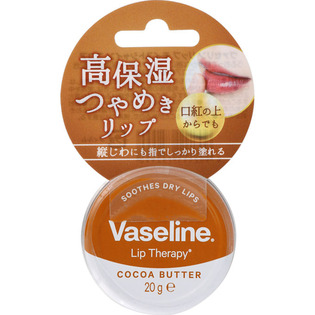 高保湿
つやめき
リップ
口紅の上
からでも
縦じわにも指でしっかり塗れる
SOOTHES DRY LIPS
Vaseline.
Lip Therapy*
COCOA BUTTER
20g ℮